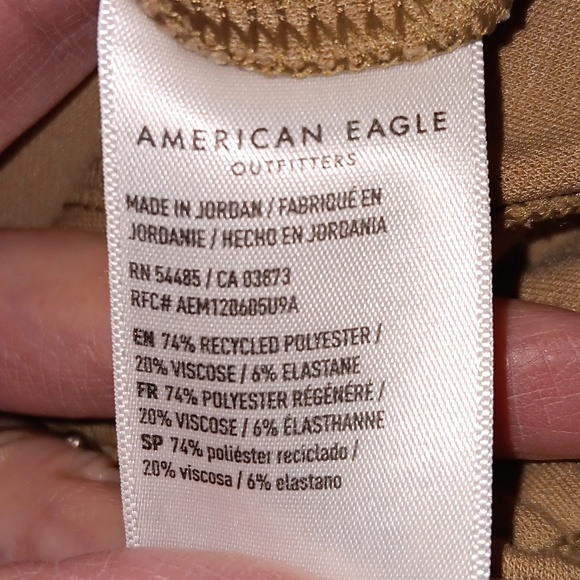 AMERICAN EAGLE
OUTFITTERS
MADE IN JORDAN / FABRIQUÉ EN
JORDANIE / HECHO EN JORDANIA
RN 54485 / CA 03873
RFC# AEM120605U9A
EN 74% RECYCLED POLYESTER /
20% VISCOSE / 6% ELASTANE
FR 74% POLYESTER RÉGÉNÉRÉ /
20% VISCOSE / 6% ÉLASTHANNE
SP 74% poliéster reciclado /
20% viscosa / 6% elastano